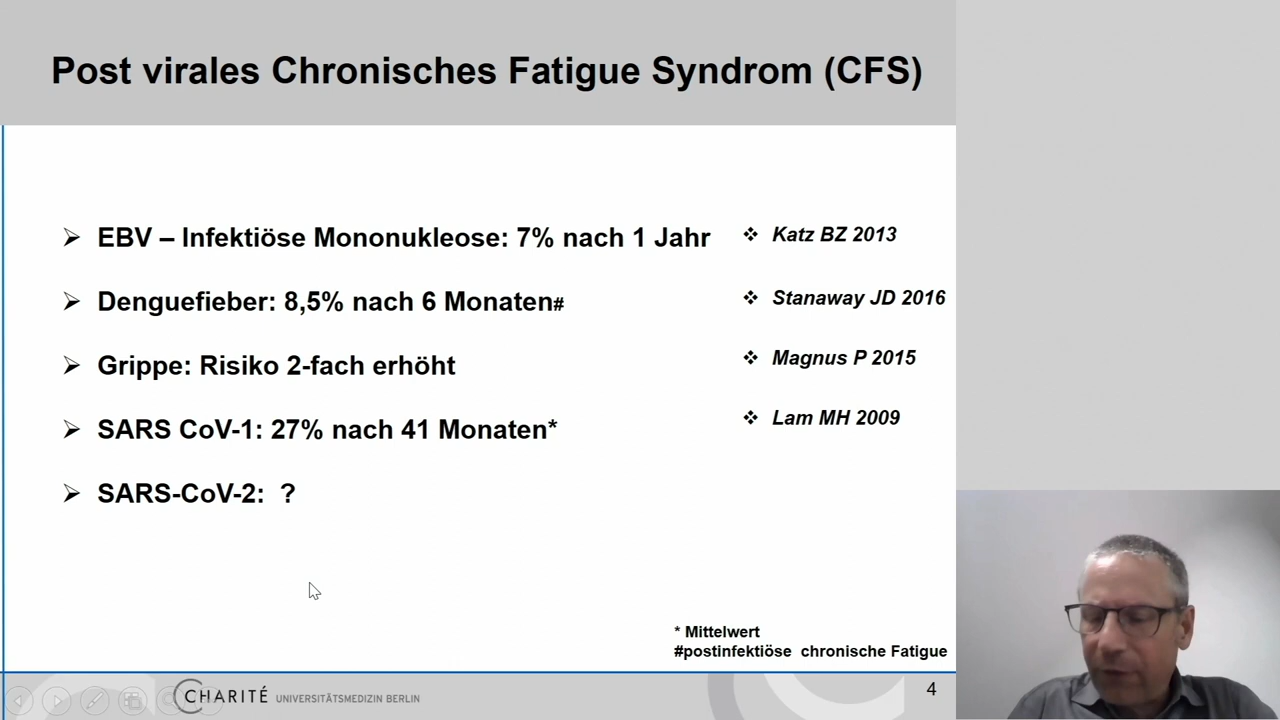 Post virales Chronisches Fatigue Syndrom (CFS)
EBV – Infektiöse Mononukleose: 7% nach 1 Jahr
Katz BZ 2013
Denguefieber: 8,5% nach 6 Monaten#
Stanaway JD 2016
Grippe: Risiko 2-fach erhöht
Magnus P 2015
SARS CoV-1: 27% nach 41 Monaten*
Lam MH 2009
SARS-CoV-2: ?
* Mittelwert
#postinfektiöse chronische Fatigue
CHARITÉ UNIVERSITÄTSMEDIZIN BERLIN
4